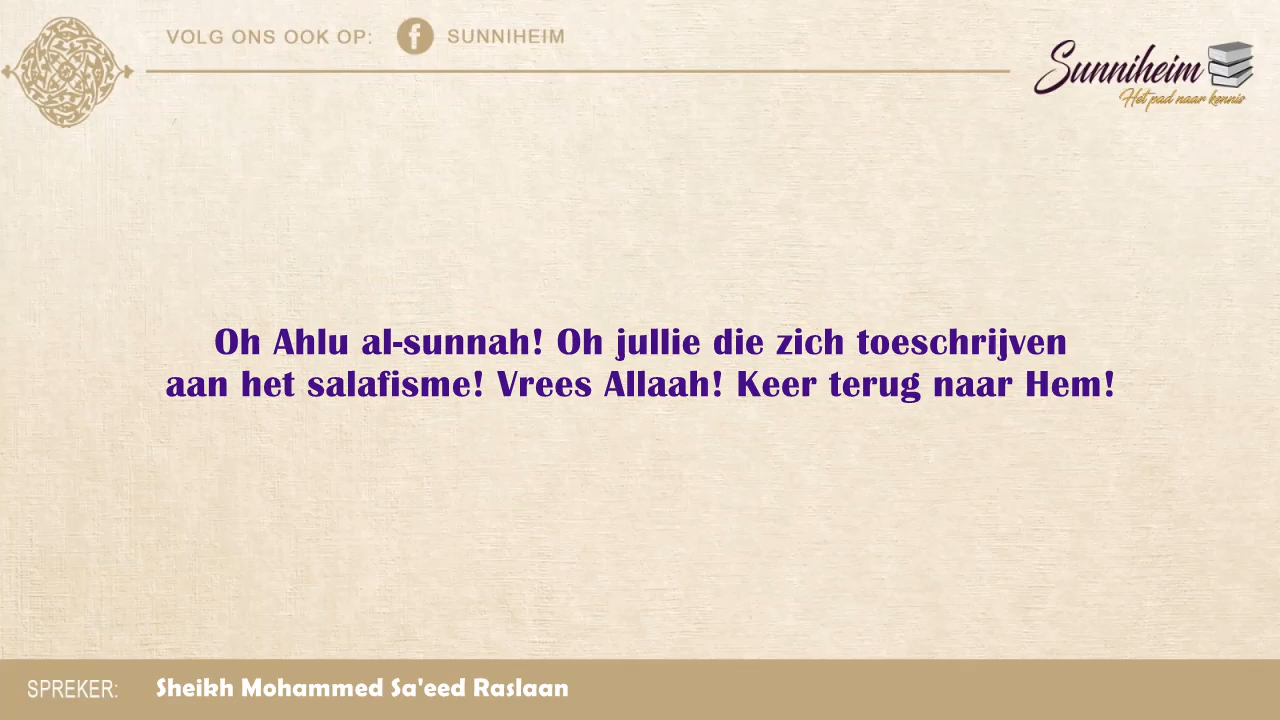 VOLG ONS OOK OP: f SUNNIHEIM
Sunniheim
Het pad naar kennis
Oh Ahlu al-sunnah! Oh jullie die zich toeschrijven
aan het salafisme! Vrees Allaah! Keer terug naar Hem!
SPREKER: Sheikh Mohammed Sa'eed Raslaan